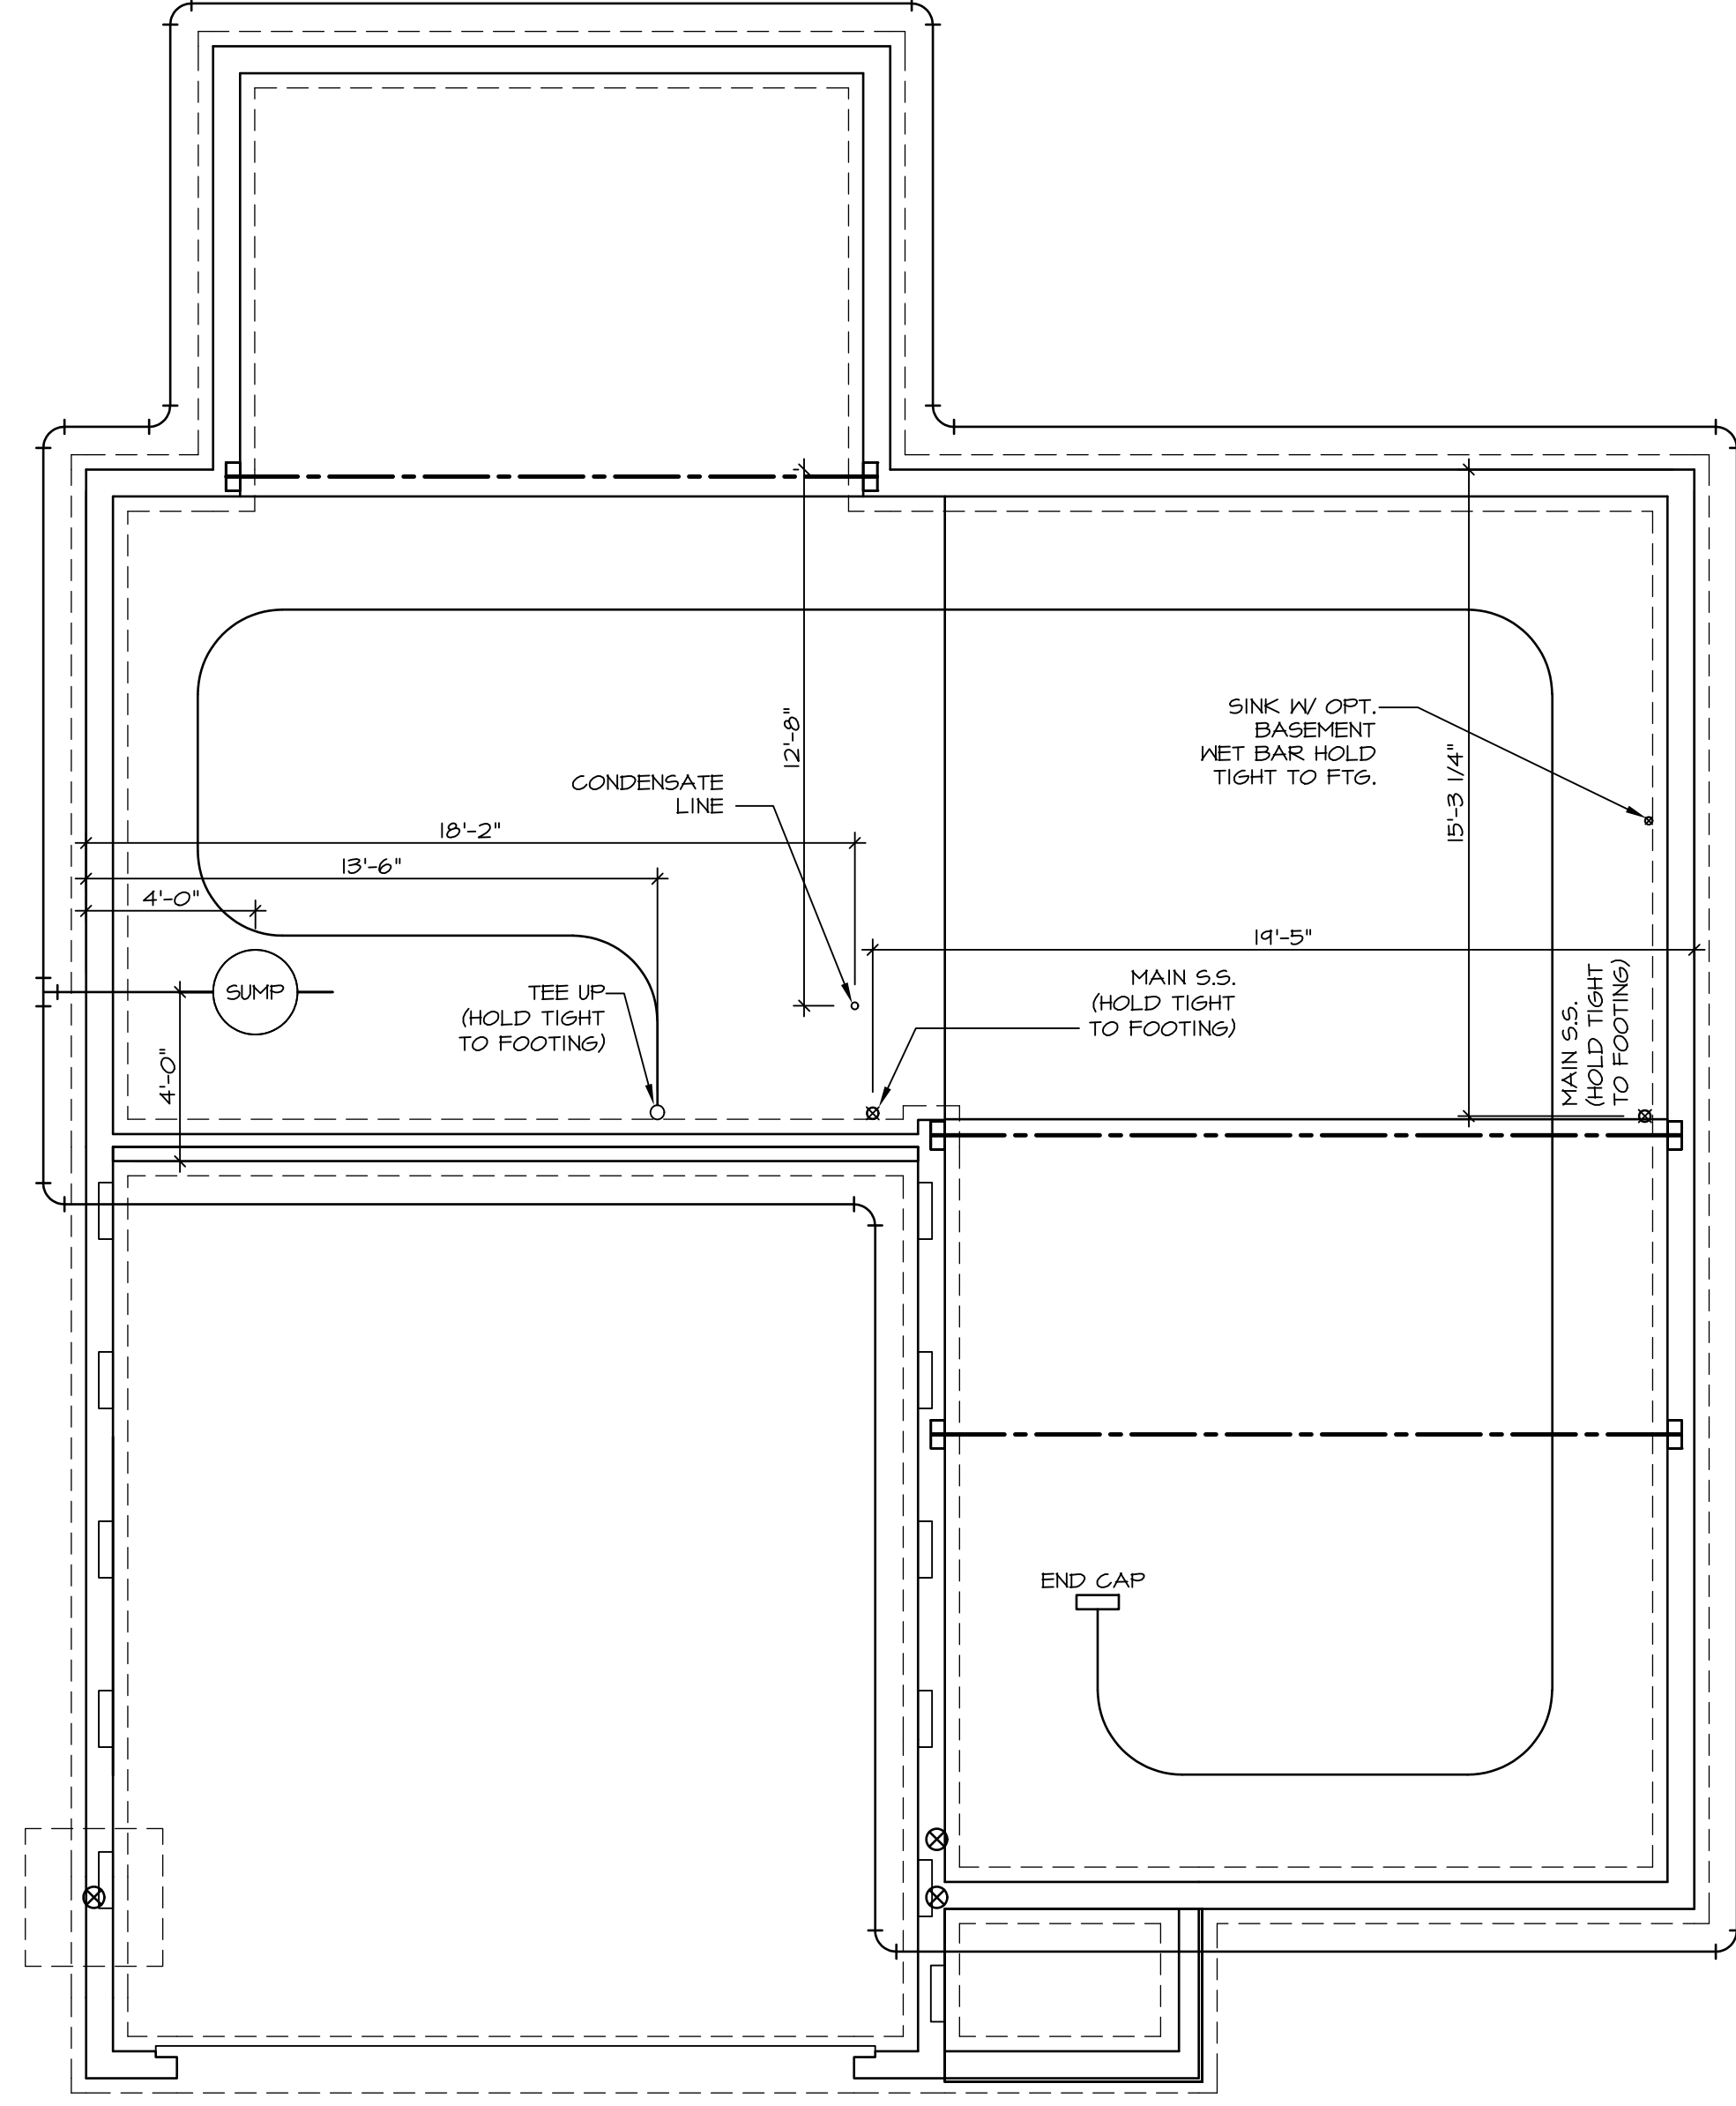 SINK W/ OPT.
BASEMENT
WET BAR HOLD
TIGHT TO FTG.
12'-8"
15'-3 1/4"
CONDENSATE
LINE
18'-2"
13'-6"
4'-0"
19'-5"
SUMP
TEE UP
(HOLD TIGHT
TO FOOTING)
MAIN S.S.
(HOLD TIGHT
TO FOOTING)
MAIN S.S.
(HOLD TIGHT
TO FOOTING)
4'-0"
END CAP